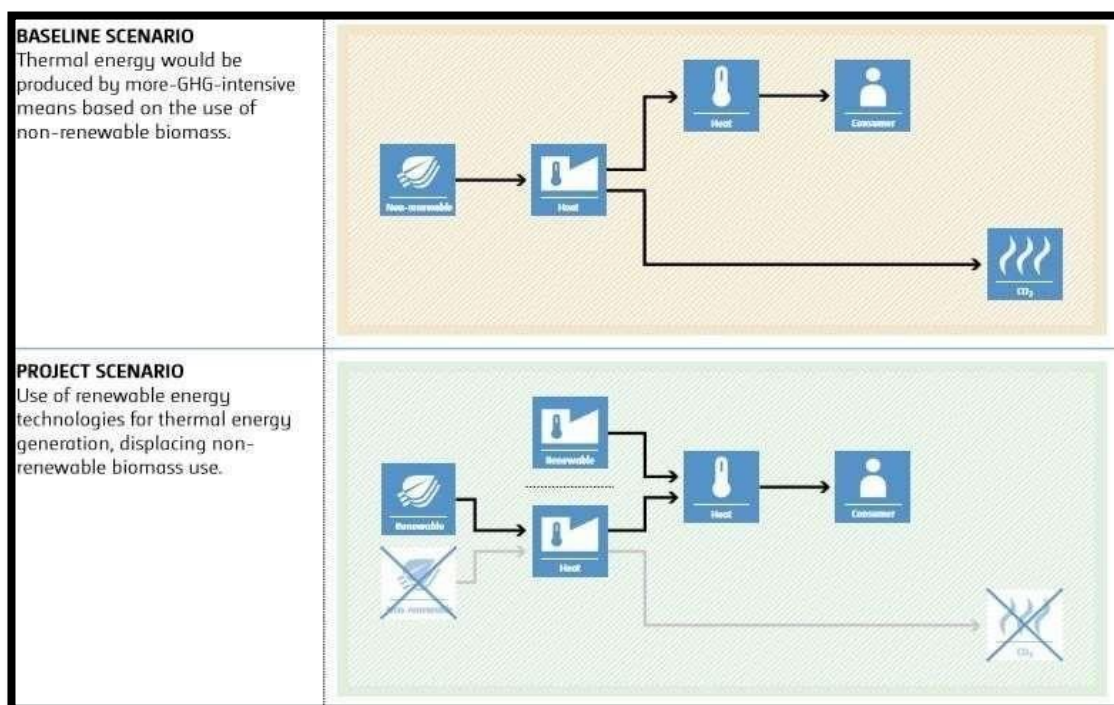 BASELINE SCENARIO
Thermal energy would be
produced by more-GHG-intensive
means based on the use of
non-renewable biomass.
Heat
Consumer
Non-renewable
Heat
CO₂
PROJECT SCENARIO
Use of renewable energy
technologies for thermal energy
generation, displacing non-
renewable biomass use.
Renewable
Renewable
Heat
Consumer
Heat
Non-renewable
CO₂